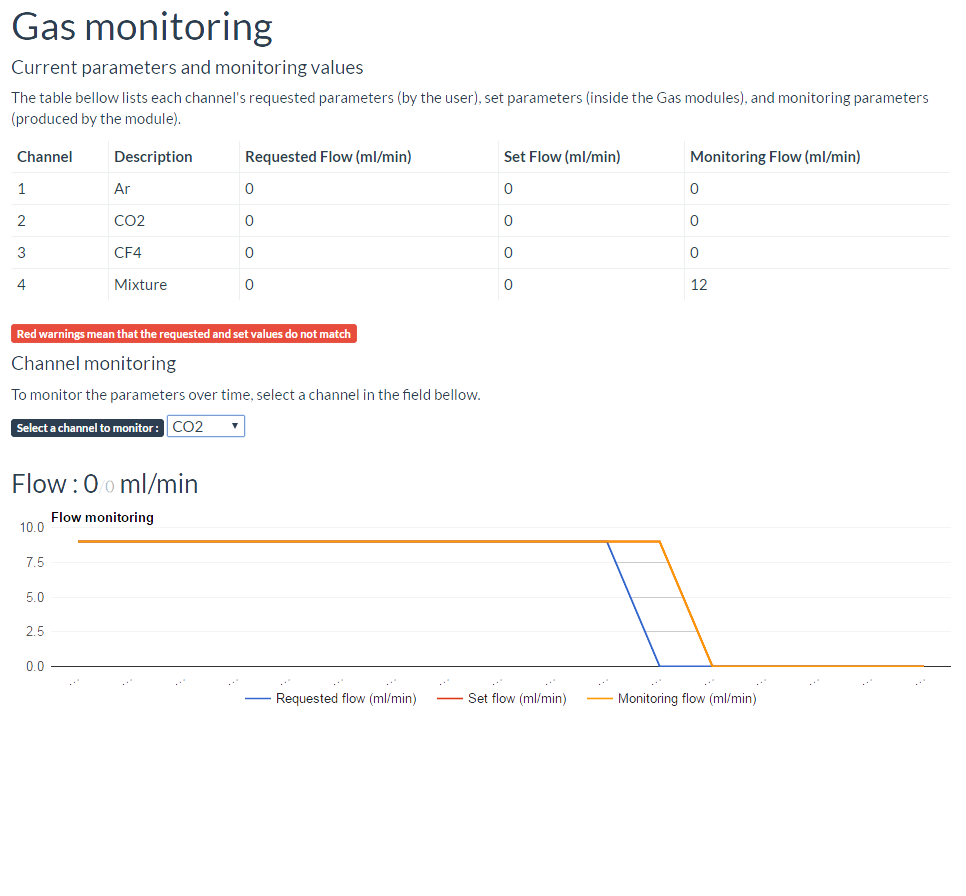 Gas monitoring
Current parameters and monitoring values
The table bellow lists each channel's requested parameters (by the user), set parameters (inside the Gas modules), and monitoring parameters
(produced by the module).
Channel Description Requested Flow (ml/min) Set Flow (ml/min) Monitoring Flow (ml/min)
1 Ar 0 0 0
2 CO2 0 0 0
3 CF4 0 0 0
4 Mixture 0 0 12
Red warnings mean that the requested and set values do not match
Channel monitoring
To monitor the parameters over time, select a channel in the field bellow.
Select a channel to monitor : CO2
Flow : 0 /0 ml/min
Flow monitoring
10.0
7.5
5.0
2.5
0.0
Requested flow (ml/min) Set flow (ml/min) Monitoring flow (ml/min)